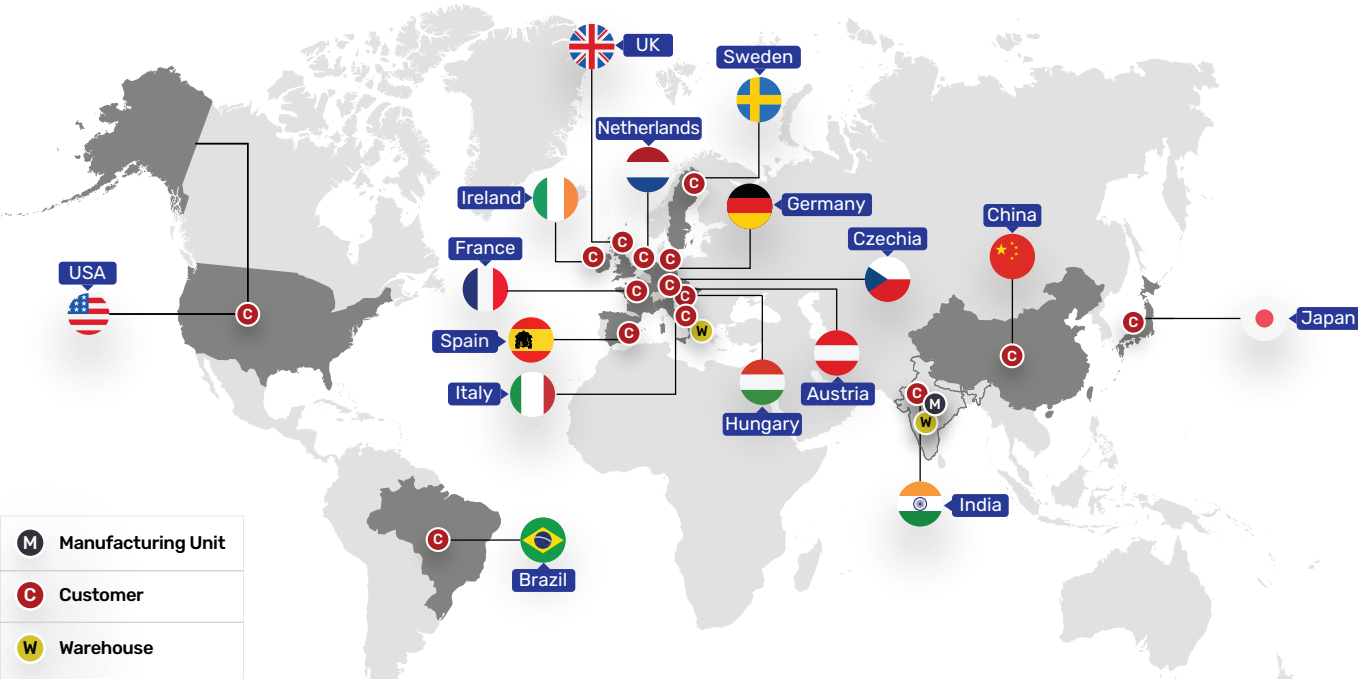 UK
Sweden
Netherlands
Ireland
Germany
China
France
Czechia
USA
Japan
Spain
Italy
Austria
Hungary
India
Brazil
C
C
C
C
C
C
C
C
C
C
C
C
W
C
C
M
W
C
M Manufacturing Unit
C Customer
W Warehouse